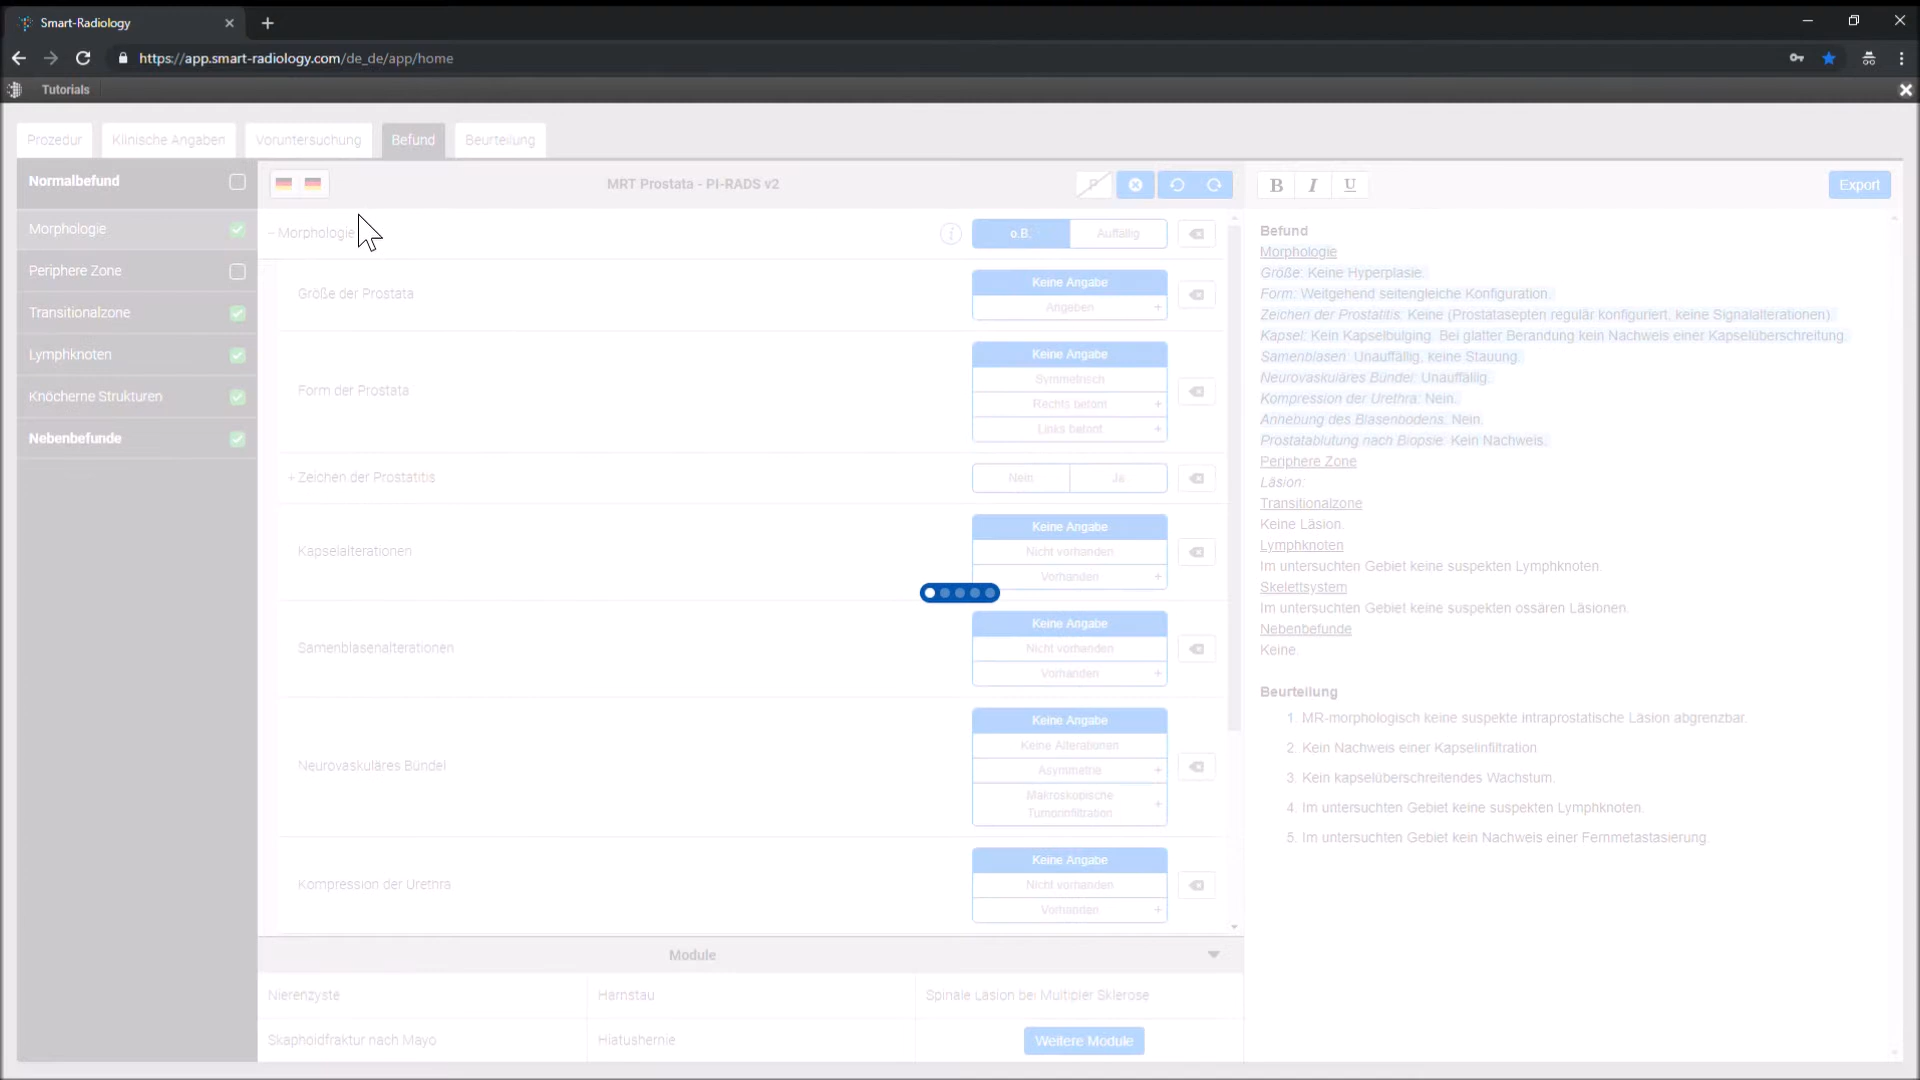 Smart-Radiology
https://app.smart-radiology.com/de_de/app/home
Tutorials
Prozedur
Klinische Angaben
Voruntersuchung
Befund
Beurteilung
Normalbefund
Morphologie
Periphere Zone
Transitionalzone
Lymphknoten
Knöcherne Strukturen
Nebenbefunde
MRT Prostata - PI-RADS v2
P
– Morphologie
i
o.B.
Auffällig
Größe der Prostata
Keine Angabe
Angeben +
Form der Prostata
Keine Angabe
Symmetrisch
Rechts betont +
Links betont +
+ Zeichen der Prostatitis
Nein
Ja
Kapselalterationen
Keine Angabe
Nicht vorhanden
Vorhanden +
Samenblasenalterationen
Keine Angabe
Nicht vorhanden
Vorhanden +
Neurovaskuläres Bündel
Keine Angabe
Keine Alterationen
Asymmetrie +
Makroskopische
Tumorinfiltration +
Kompression der Urethra
Keine Angabe
Nicht vorhanden
Vorhanden +
Module
Nierenzyste
Harnstau
Spinale Läsion bei Multipler Sklerose
Skaphoidfraktur nach Mayo
Hiatushernie
Weitere Module
B
I
U
Export
Befund
Morphologie
Größe: Keine Hyperplasie.
Form: Weitgehend seitengleiche Konfiguration.
Zeichen der Prostatitis: Keine (Prostatasepten regulär konfiguriert, keine Signalalterationen).
Kapsel: Kein Kapselbulging. Bei glatter Berandung kein Nachweis einer Kapselüberschreitung.
Samenblasen: Unauffällig, keine Stauung.
Neurovaskuläres Bündel: Unauffällig.
Kompression der Urethra: Nein.
Anhebung des Blasenbodens: Nein.
Prostatablutung nach Biopsie: Kein Nachweis.
Periphere Zone
Läsion:
Transitionalzone
Keine Läsion.
Lymphknoten
Im untersuchten Gebiet keine suspekten Lymphknoten.
Skelettsystem
Im untersuchten Gebiet keine suspekten ossären Läsionen.
Nebenbefunde
Keine
Beurteilung
1. MR-morphologisch keine suspekte intraprostatische Läsion abgrenzbar.
2. Kein Nachweis einer Kapselinfiltration
3. Kein kapselüberschreitendes Wachstum.
4. Im untersuchten Gebiet keine suspekten Lymphknoten.
5. Im untersuchten Gebiet kein Nachweis einer Fernmetastasierung